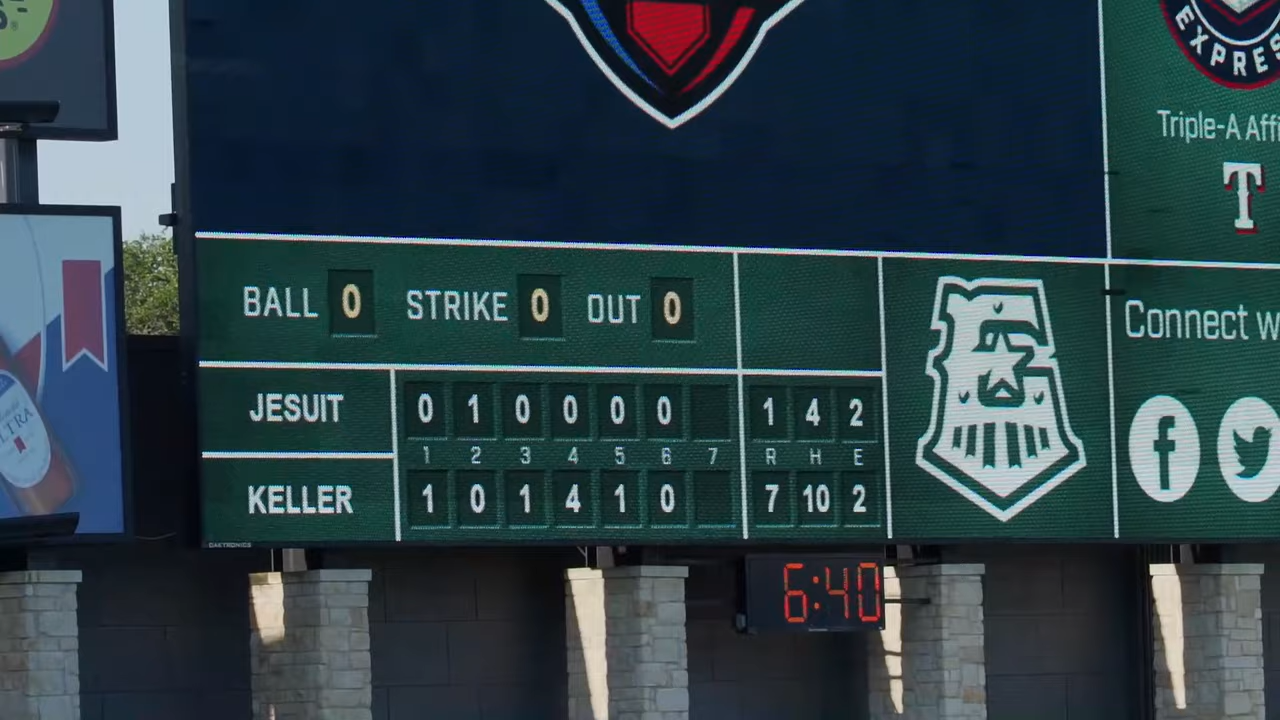 EXPRES
Triple-A Affi
T
BALL 0 STRIKE 0 OUT 0
JESUIT 0 1 0 0 0 0 1 4 2
1 2 3 4 5 6 7 R H E
KELLER 1 0 1 4 1 0 7 10 2
E
Connect w
LTRA
DAKTRONICS
6:40